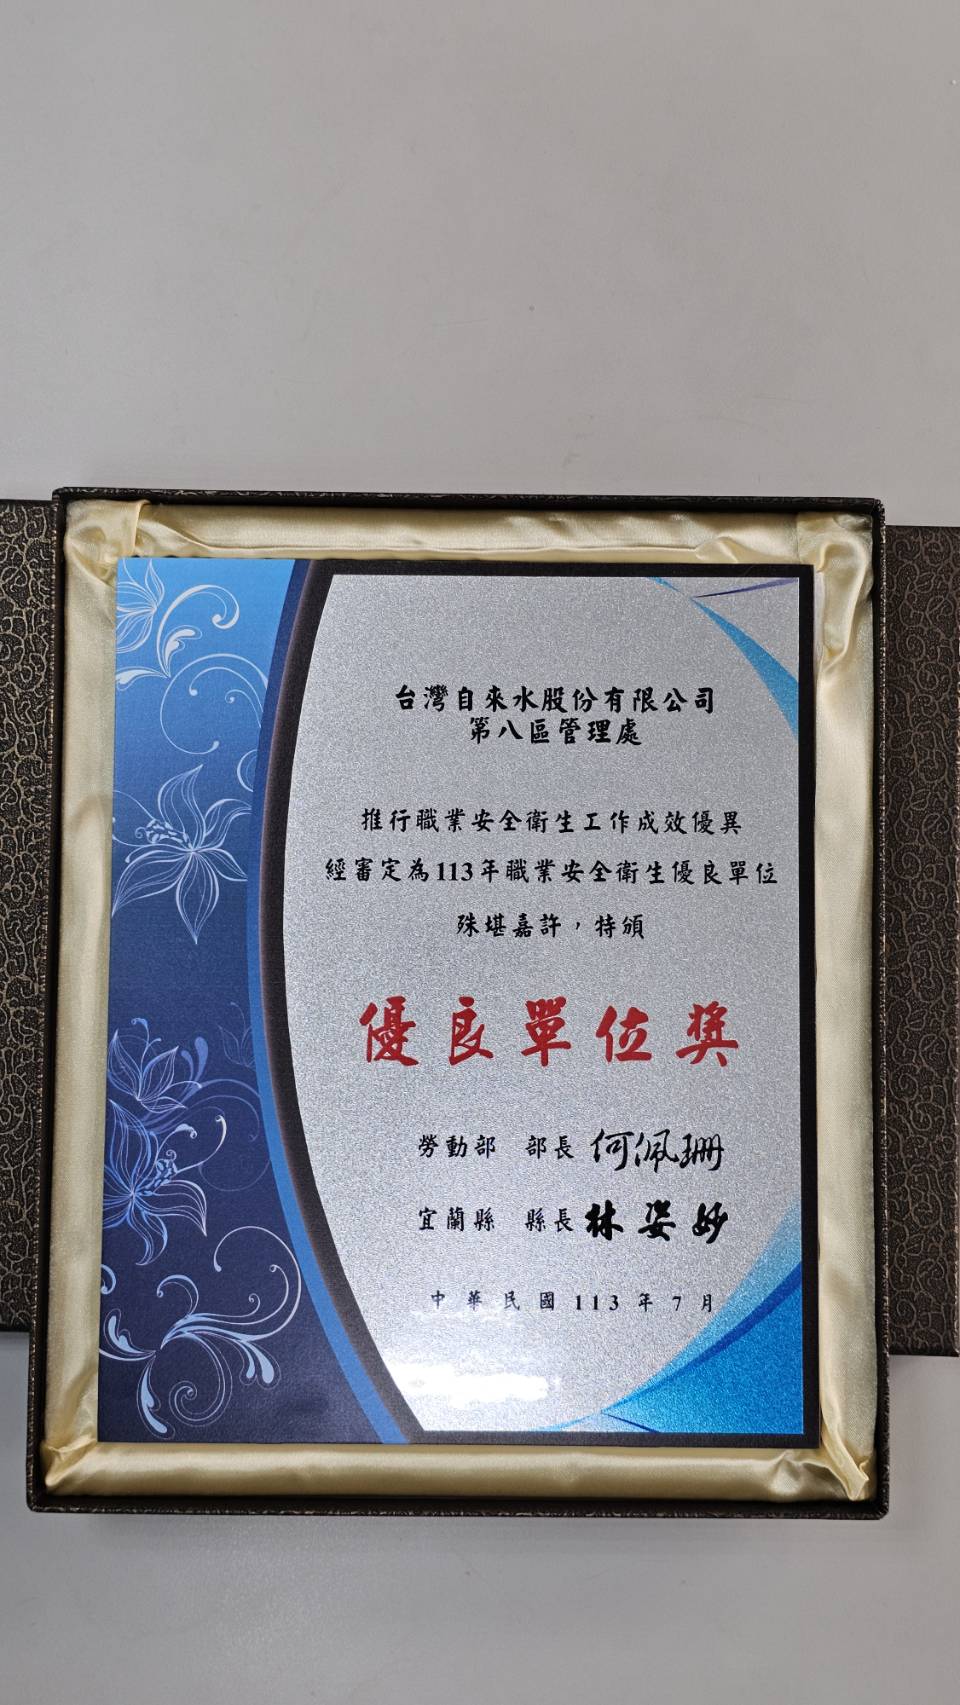 台灣自來水股份有限公司
第八區管理處
推行職業安全衛生工作成效優異
經審定為113年職業安全衛生優良單位
殊堪嘉許，特頒
優良單位獎
勞動部 部長 何佩珊
宜蘭縣 縣長 林姿妙
中華民國113年7月